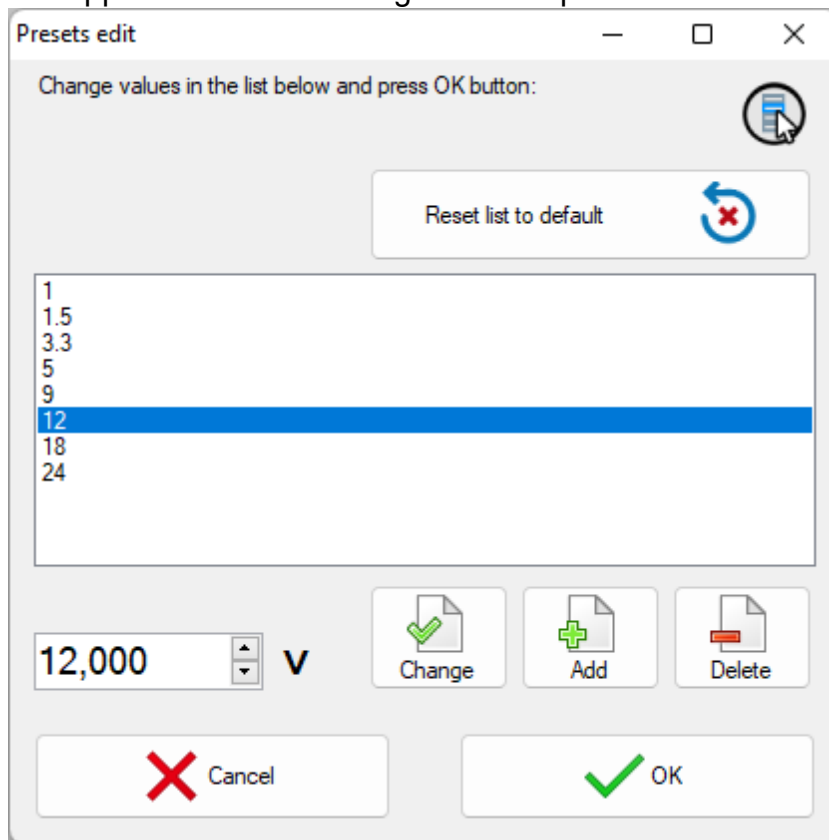 Presets edit
Change values in the list below and press OK button:
Reset list to default
1
1.5
3.3
5
9
12
18
24
12,000 V
Change Add Delete
Cancel OK